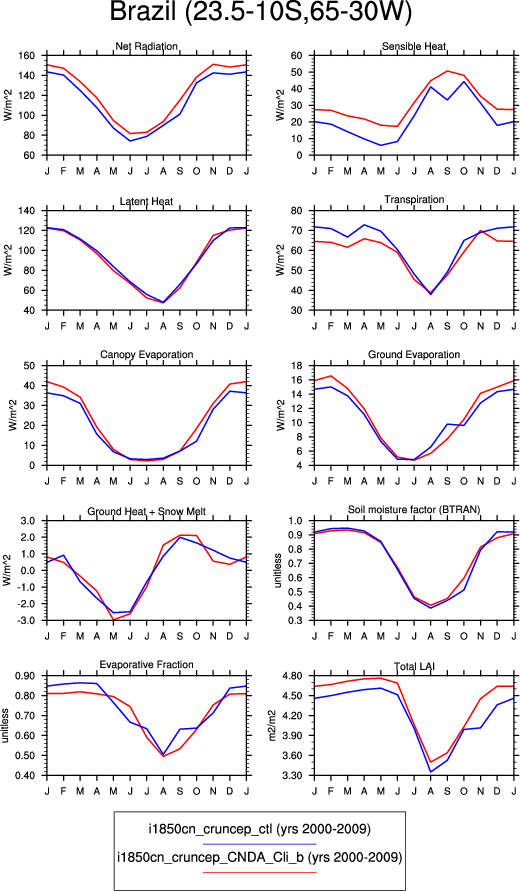 Brazil (23.5-10S,65-30W)
Net Radiation
Sensible Heat
W/m^2
160
140
120
100
80
60
J F M A M J J A S O N D J
W/m^2
60
50
40
30
20
10
0
J F M A M J J A S O N D J
Latent Heat
Transpiration
W/m^2
140
120
100
80
60
40
J F M A M J J A S O N D J
W/m^2
80
70
60
50
40
30
J F M A M J J A S O N D J
Canopy Evaporation
Ground Evaporation
W/m^2
50
40
30
20
10
0
J F M A M J J A S O N D J
W/m^2
18
16
14
12
10
8
6
4
J F M A M J J A S O N D J
Ground Heat + Snow Melt
Soil moisture factor (BTRAN)
W/m^2
3.0
2.0
1.0
0.0
-1.0
-2.0
-3.0
J F M A M J J A S O N D J
unitless
1.0
0.9
0.8
0.7
0.6
0.5
0.4
0.3
J F M A M J J A S O N D J
Evaporative Fraction
Total LAI
unitless
0.90
0.80
0.70
0.60
0.50
0.40
J F M A M J J A S O N D J
m2/m2
4.80
4.50
4.20
3.90
3.60
3.30
J F M A M J J A S O N D J
i1850cn_cruncep_ctl (yrs 2000-2009)
i1850cn_cruncep_CNDA_Cli_b (yrs 2000-2009)